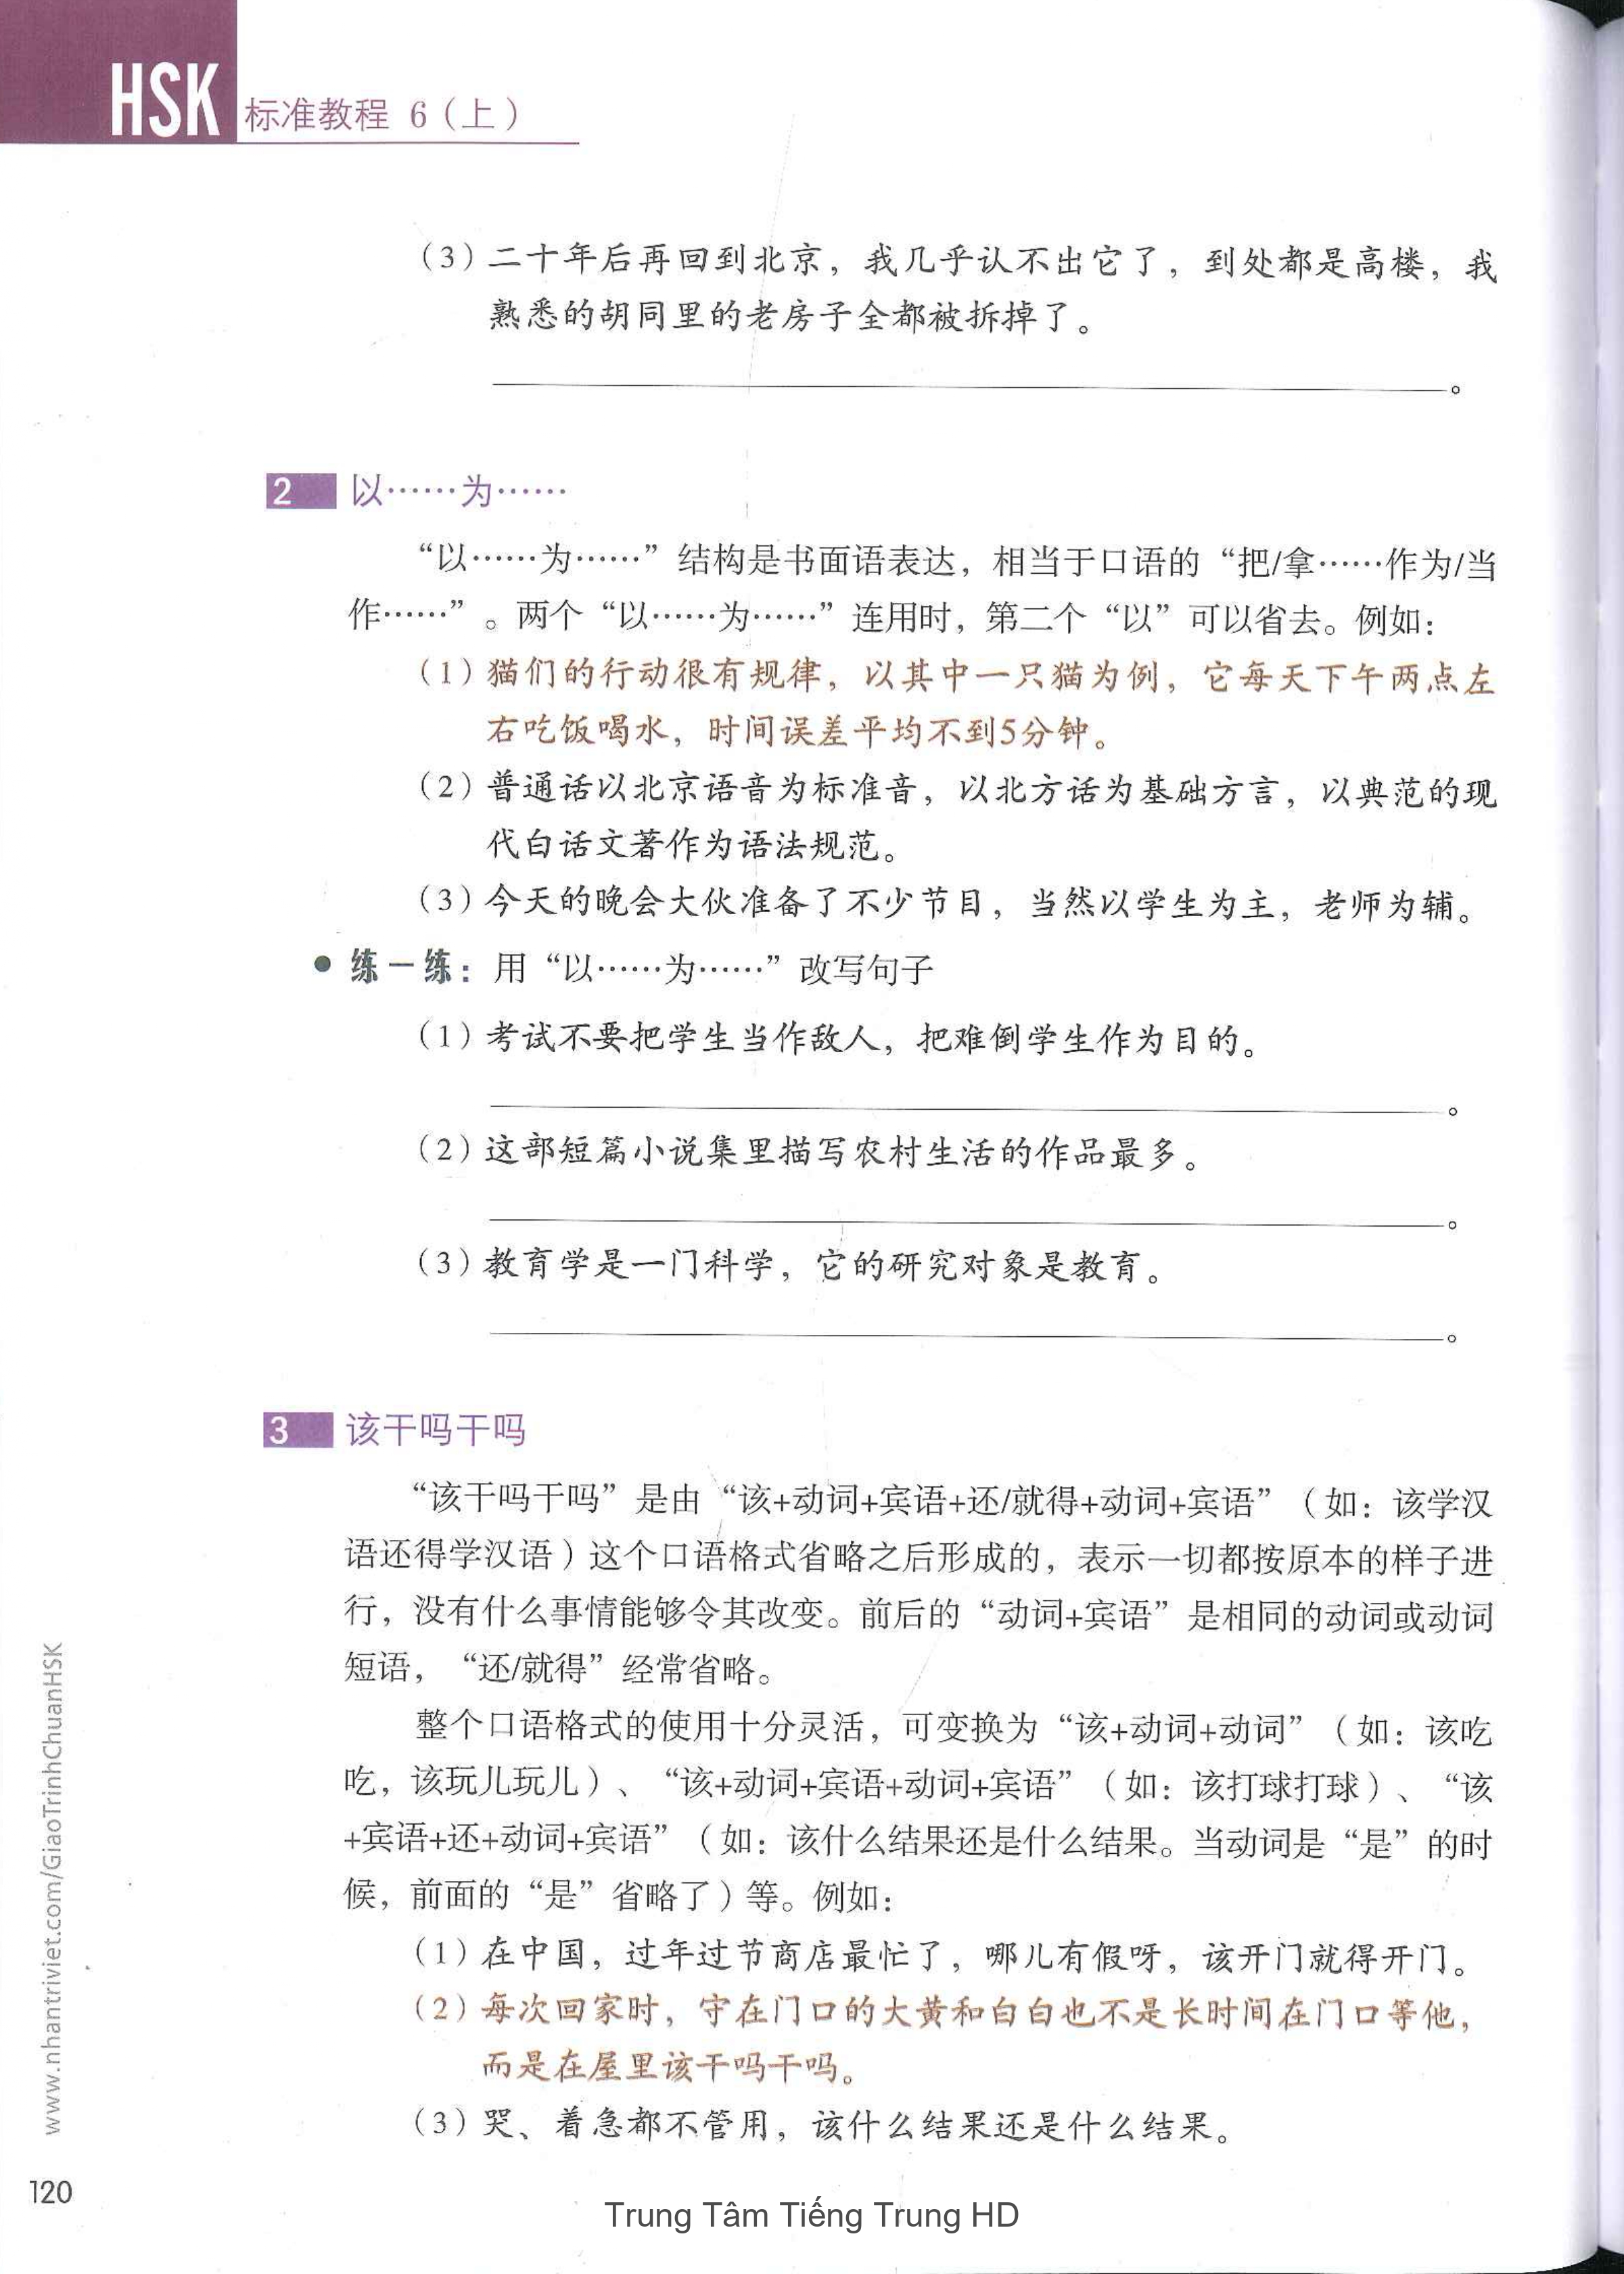 HSK 标准教程 6（上）
（3）二十年后再回到北京，我几乎认不出它了，到处都是高楼，我
熟悉的胡同里的老房子全都被拆掉了。
。
2 以……为……
“以……为……”结构是书面语表达，相当于口语的“把/拿……作为/当
作……”。两个“以……为……”连用时，第二个“以”可以省去。例如：
（1）猫们的行动很有规律，以其中一只猫为例，它每天下午两点左
右吃饭喝水，时间误差平均不到5分钟。
（2）普通话以北京语音为标准音，以北方话为基础方言，以典范的现
代白话文著作为语法规范。
（3）今天的晚会大伙准备了不少节目，当然以学生为主，老师为辅。
● 练一练：用“以……为……”改写句子
（1）考试不要把学生当作敌人，把难倒学生作为目的。
。
（2）这部短篇小说集里描写农村生活的作品最多。
。
（3）教育学是一门科学，它的研究对象是教育。
。
3 该干吗干吗
“该干吗干吗”是由“该+动词+宾语+还/就得+动词+宾语”（如：该学汉
语还得学汉语）这个口语格式省略之后形成的，表示一切都按原本的样子进
行，没有什么事情能够令其改变。前后的“动词+宾语”是相同的动词或动词
短语，“还/就得”经常省略。
整个口语格式的使用十分灵活，可变换为“该+动词+动词”（如：该吃
吃，该玩儿玩儿）、“该+动词+宾语+动词+宾语”（如：该打球打球）、“该
+宾语+还+动词+宾语”（如：该什么结果还是什么结果。当动词是“是”的时
候，前面的“是”省略了）等。例如：
（1）在中国，过年过节商店最忙了，哪儿有假呀，该开门就得开门。
（2）每次回家时，守在门口的大黄和白白也不是长时间在门口等他，
而是在屋里该干吗干吗。
（3）哭、着急都不管用，该什么结果还是什么结果。
www.nhantriviet.com/GiaoTrinhChuanHSK
120
Trung Tâm Tiếng Trung HD